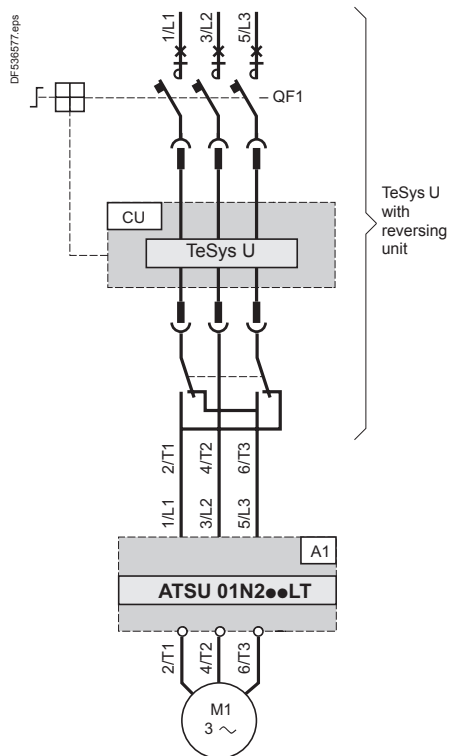 DF536577.eps
1/L1
3/L2
5/L3
QF1
CU
TeSys U
TeSys U
with
reversing
unit
2/T1
4/T2
6/T3
1/L1
3/L2
5/L3
A1
ATSU 01N2●●LT
2/T1
4/T2
6/T3
M1
3 ~